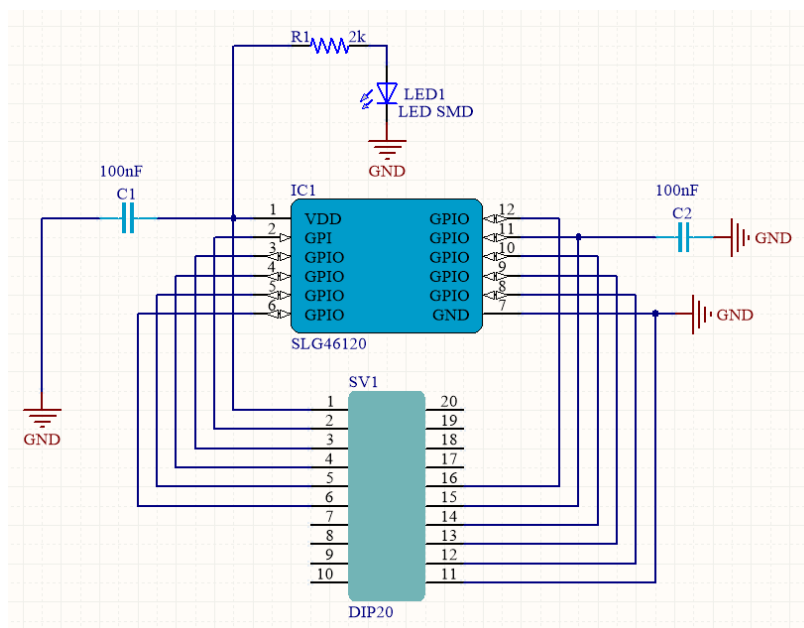 R1 2k
LED1
LED SMD
GND
100nF
C1
100nF
C2
GND
IC1
1 VDD GPIO 12
2 GPI GPIO 11
3 GPIO GPIO 10
4 GPIO GPIO 9
5 GPIO GPIO 8
6 GPIO GND 7
GND
SLG46120
GND
SV1
1 20
2 19
3 18
4 17
5 16
6 15
7 14
8 13
9 12
10 11
DIP20